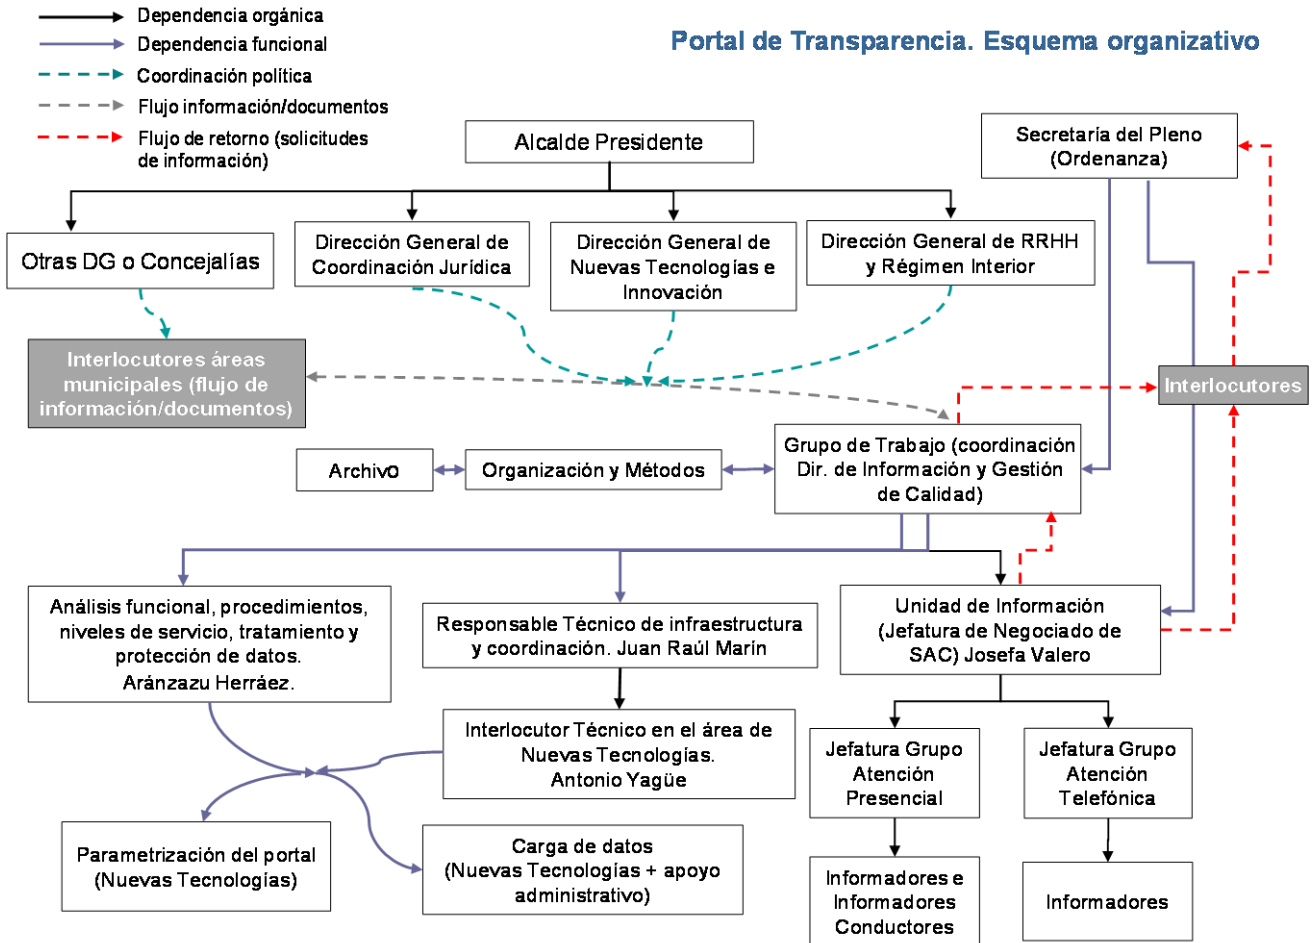 Dependencia orgánica
Dependencia funcional
Coordinación política
Flujo información/documentos
Flujo de retorno (solicitudes
de información)
Portal de Transparencia. Esquema organizativo
Alcalde Presidente
Secretaría del Pleno
(Ordenanza)
Otras DG o Concejalías
Dirección General de
Coordinación Jurídica
Dirección General de
Nuevas Tecnologías e
Innovación
Dirección General de RRHH
y Régimen Interior
Interlocutores áreas
municipales (flujo de
información/documentos)
Interlocutores
Archivo
Organización y Métodos
Grupo de Trabajo (coordinación
Dir. de Información y Gestión
de Calidad)
Análisis funcional, procedimientos,
niveles de servicio, tratamiento y
protección de datos.
Aránzazu Herráez.
Responsable Técnico de infraestructura
y coordinación. Juan Raúl Marín
Unidad de Información
(Jefatura de Negociado de
SAC) Josefa Valero
Interlocutor Técnico en el área de
Nuevas Tecnologías.
Antonio Yagüe
Jefatura Grupo
Atención
Presencial
Jefatura Grupo
Atención
Telefónica
Parametrización del portal
(Nuevas Tecnologías)
Carga de datos
(Nuevas Tecnologías + apoyo
administrativo)
Informadores e
Informadores
Conductores
Informadores